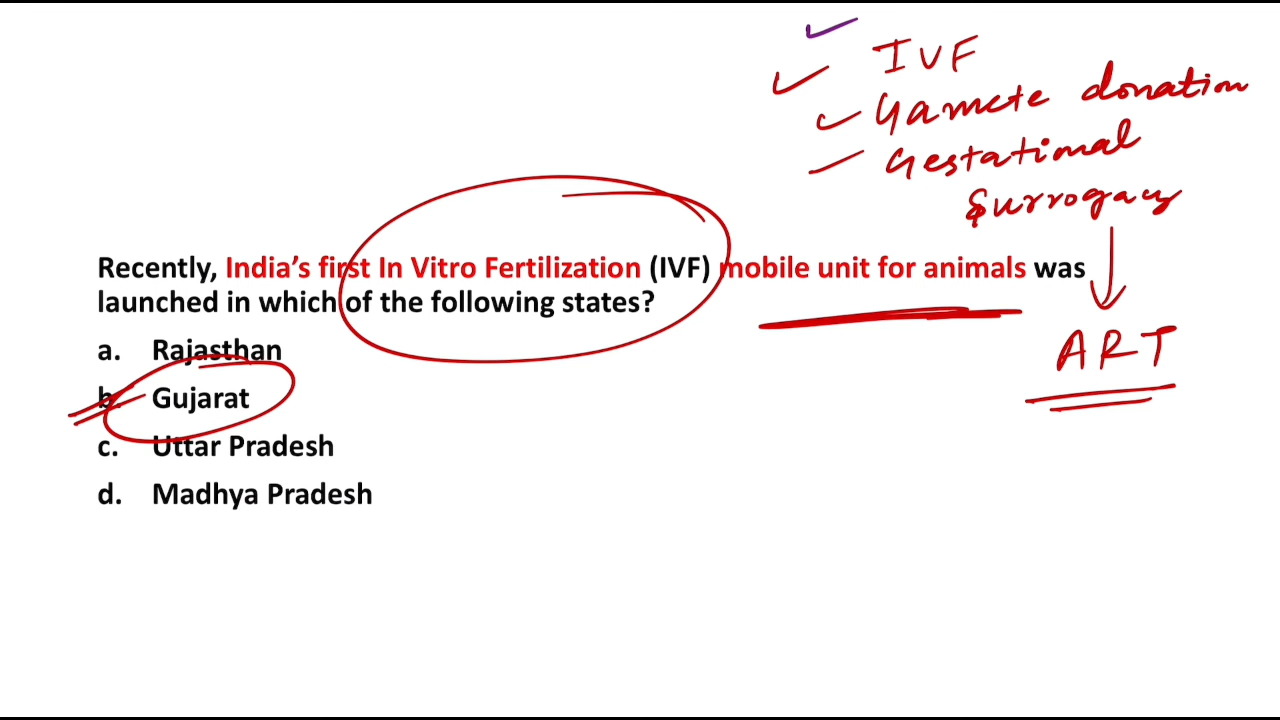 IVF
Gamete donation
Gestational
Surrogacy
Recently, India's first In Vitro Fertilization (IVF) mobile unit for animals was
launched in which of the following states?
ART
a. Rajasthan
b. Gujarat
c. Uttar Pradesh
d. Madhya Pradesh